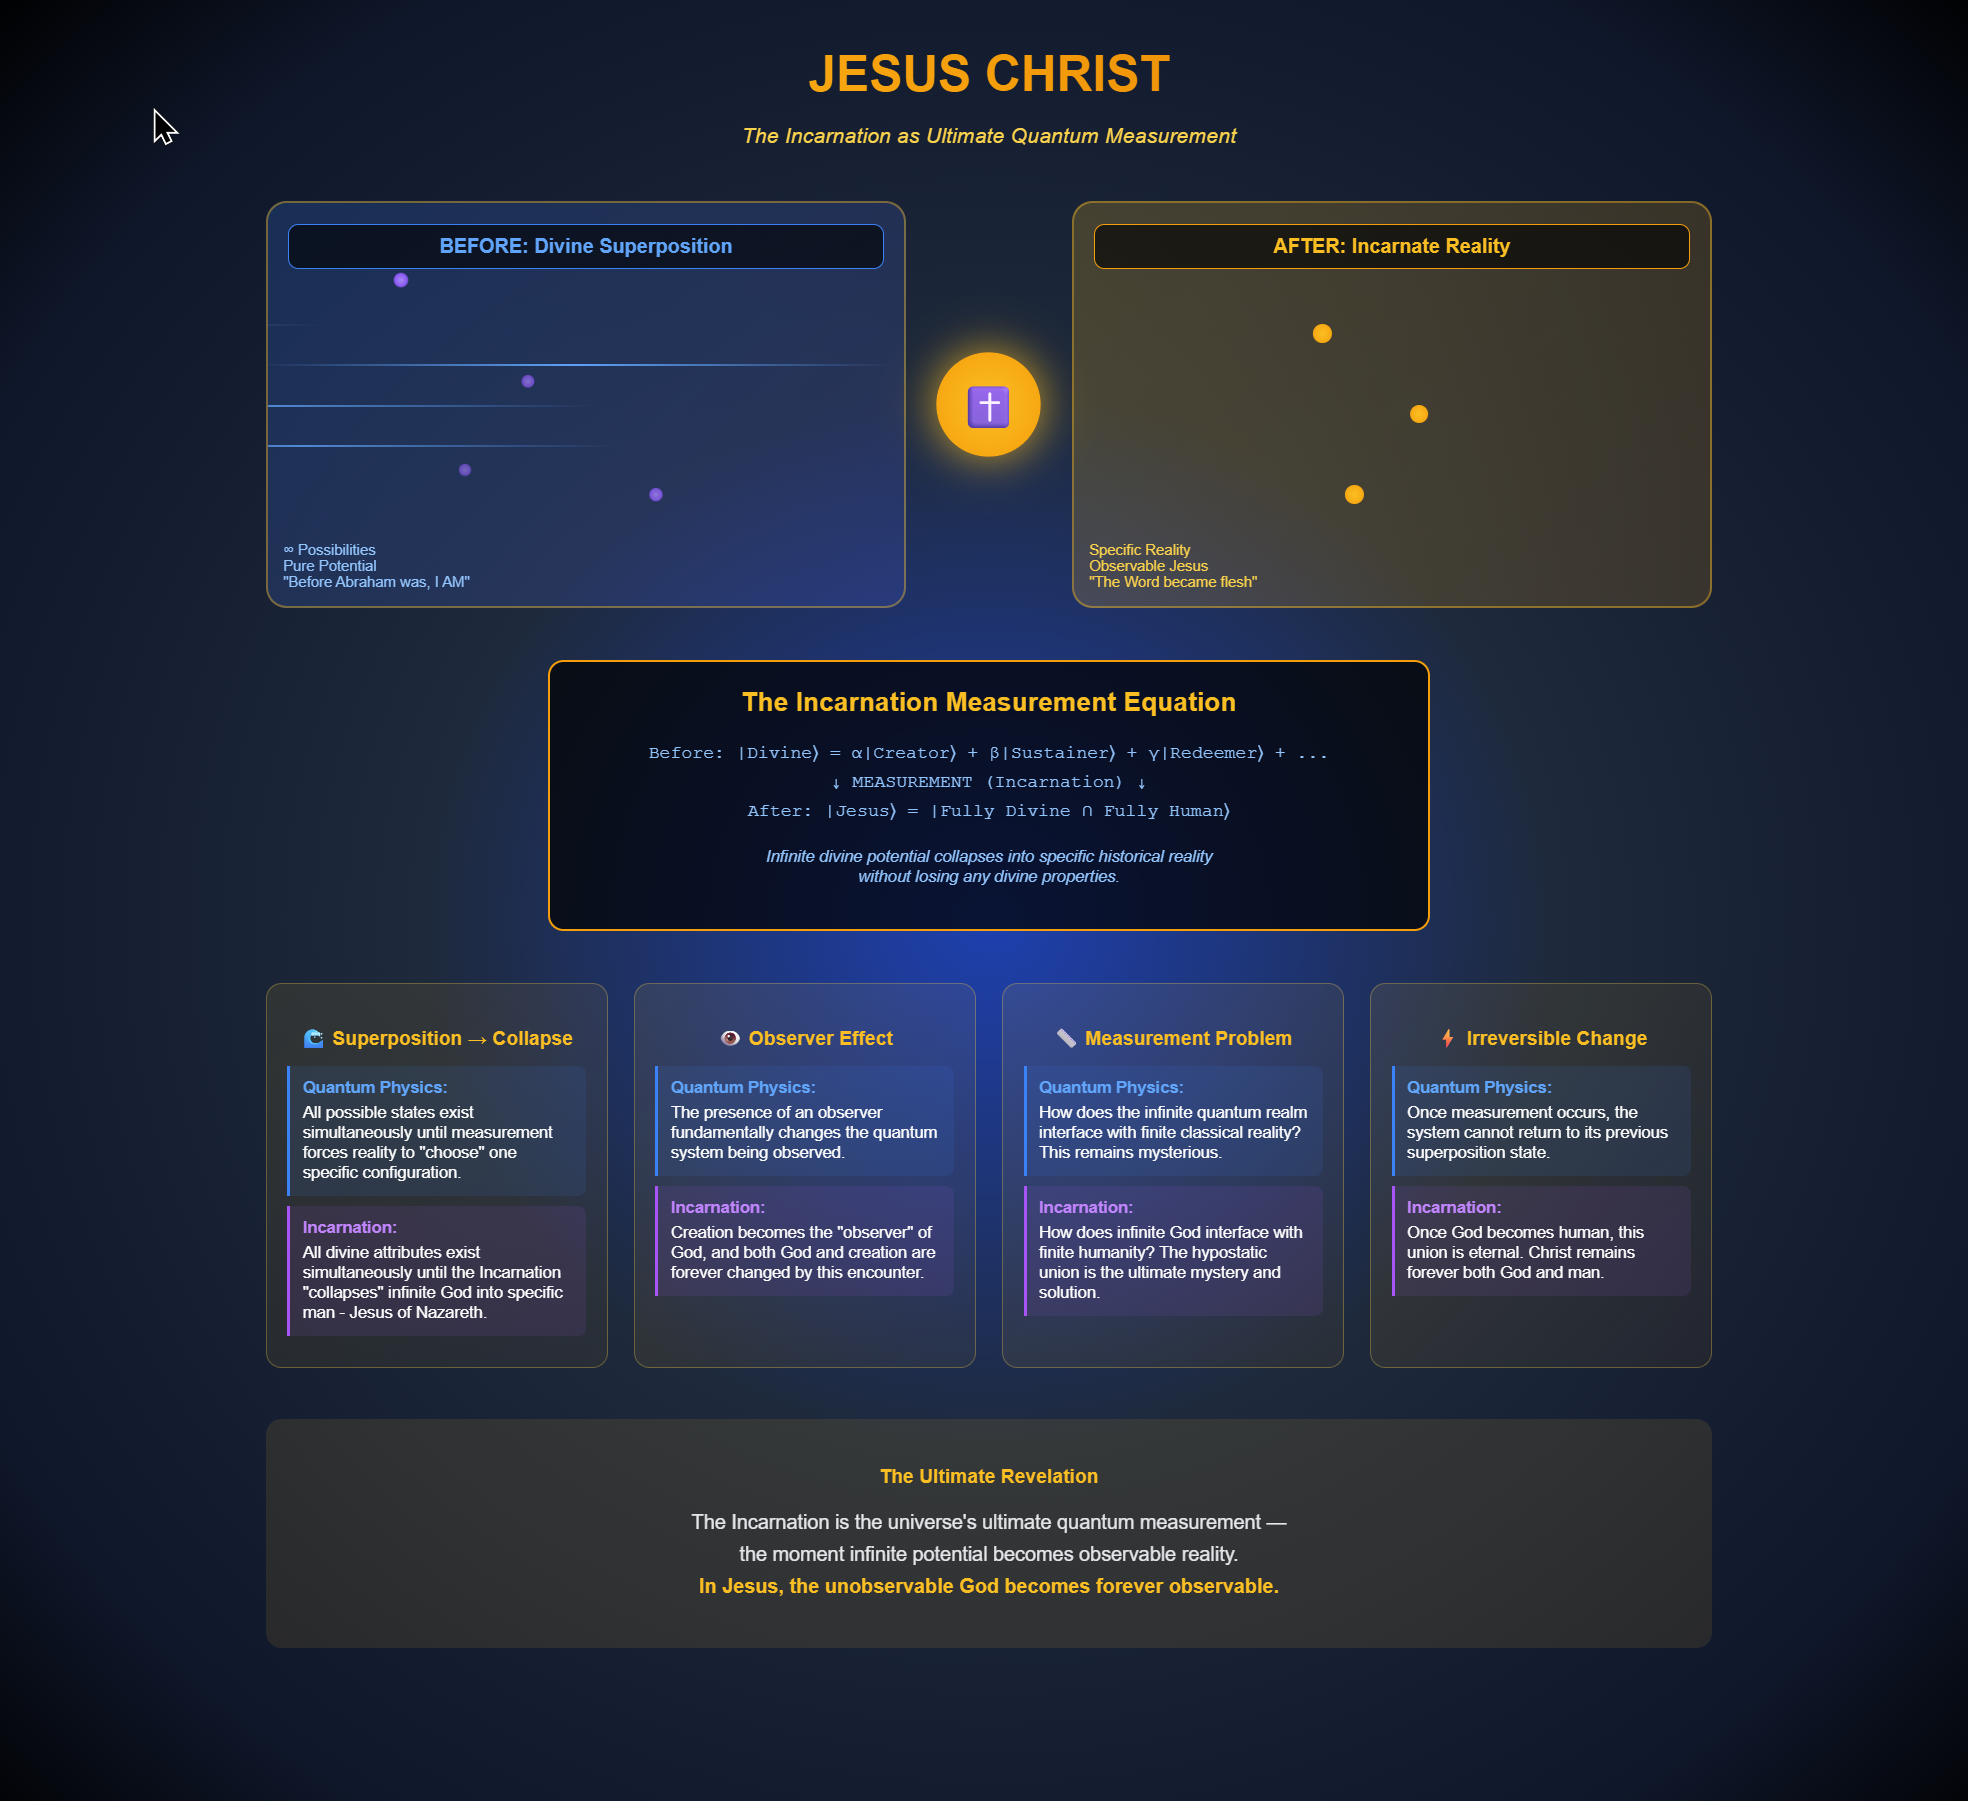 JESUS CHRIST
The Incarnation as Ultimate Quantum Measurement
BEFORE: Divine Superposition
∞ Possibilities
Pure Potential
"Before Abraham was, I AM"
AFTER: Incarnate Reality
Specific Reality
Observable Jesus
"The Word became flesh"
The Incarnation Measurement Equation
Before: |Divine⟩ = α|Creator⟩ + β|Sustainer⟩ + γ|Redeemer⟩ + ...
↓ MEASUREMENT (Incarnation) ↓
After: |Jesus⟩ = |Fully Divine ∩ Fully Human⟩
Infinite divine potential collapses into specific historical reality
without losing any divine properties.
🌊 Superposition → Collapse
Quantum Physics:
All possible states exist
simultaneously until measurement
forces reality to "choose" one
specific configuration.
Incarnation:
All divine attributes exist
simultaneously until the Incarnation
"collapses" infinite God into specific
man - Jesus of Nazareth.
👁️ Observer Effect
Quantum Physics:
The presence of an observer
fundamentally changes the quantum
system being observed.
Incarnation:
Creation becomes the "observer" of
God, and both God and creation are
forever changed by this encounter.
📏 Measurement Problem
Quantum Physics:
How does the infinite quantum realm
interface with finite classical reality?
This remains mysterious.
Incarnation:
How does infinite God interface with
finite humanity? The hypostatic
union is the ultimate mystery and
solution.
⚡ Irreversible Change
Quantum Physics:
Once measurement occurs, the
system cannot return to its previous
superposition state.
Incarnation:
Once God becomes human, this
union is eternal. Christ remains
forever both God and man.
The Ultimate Revelation
The Incarnation is the universe's ultimate quantum measurement —
the moment infinite potential becomes observable reality.
In Jesus, the unobservable God becomes forever observable.